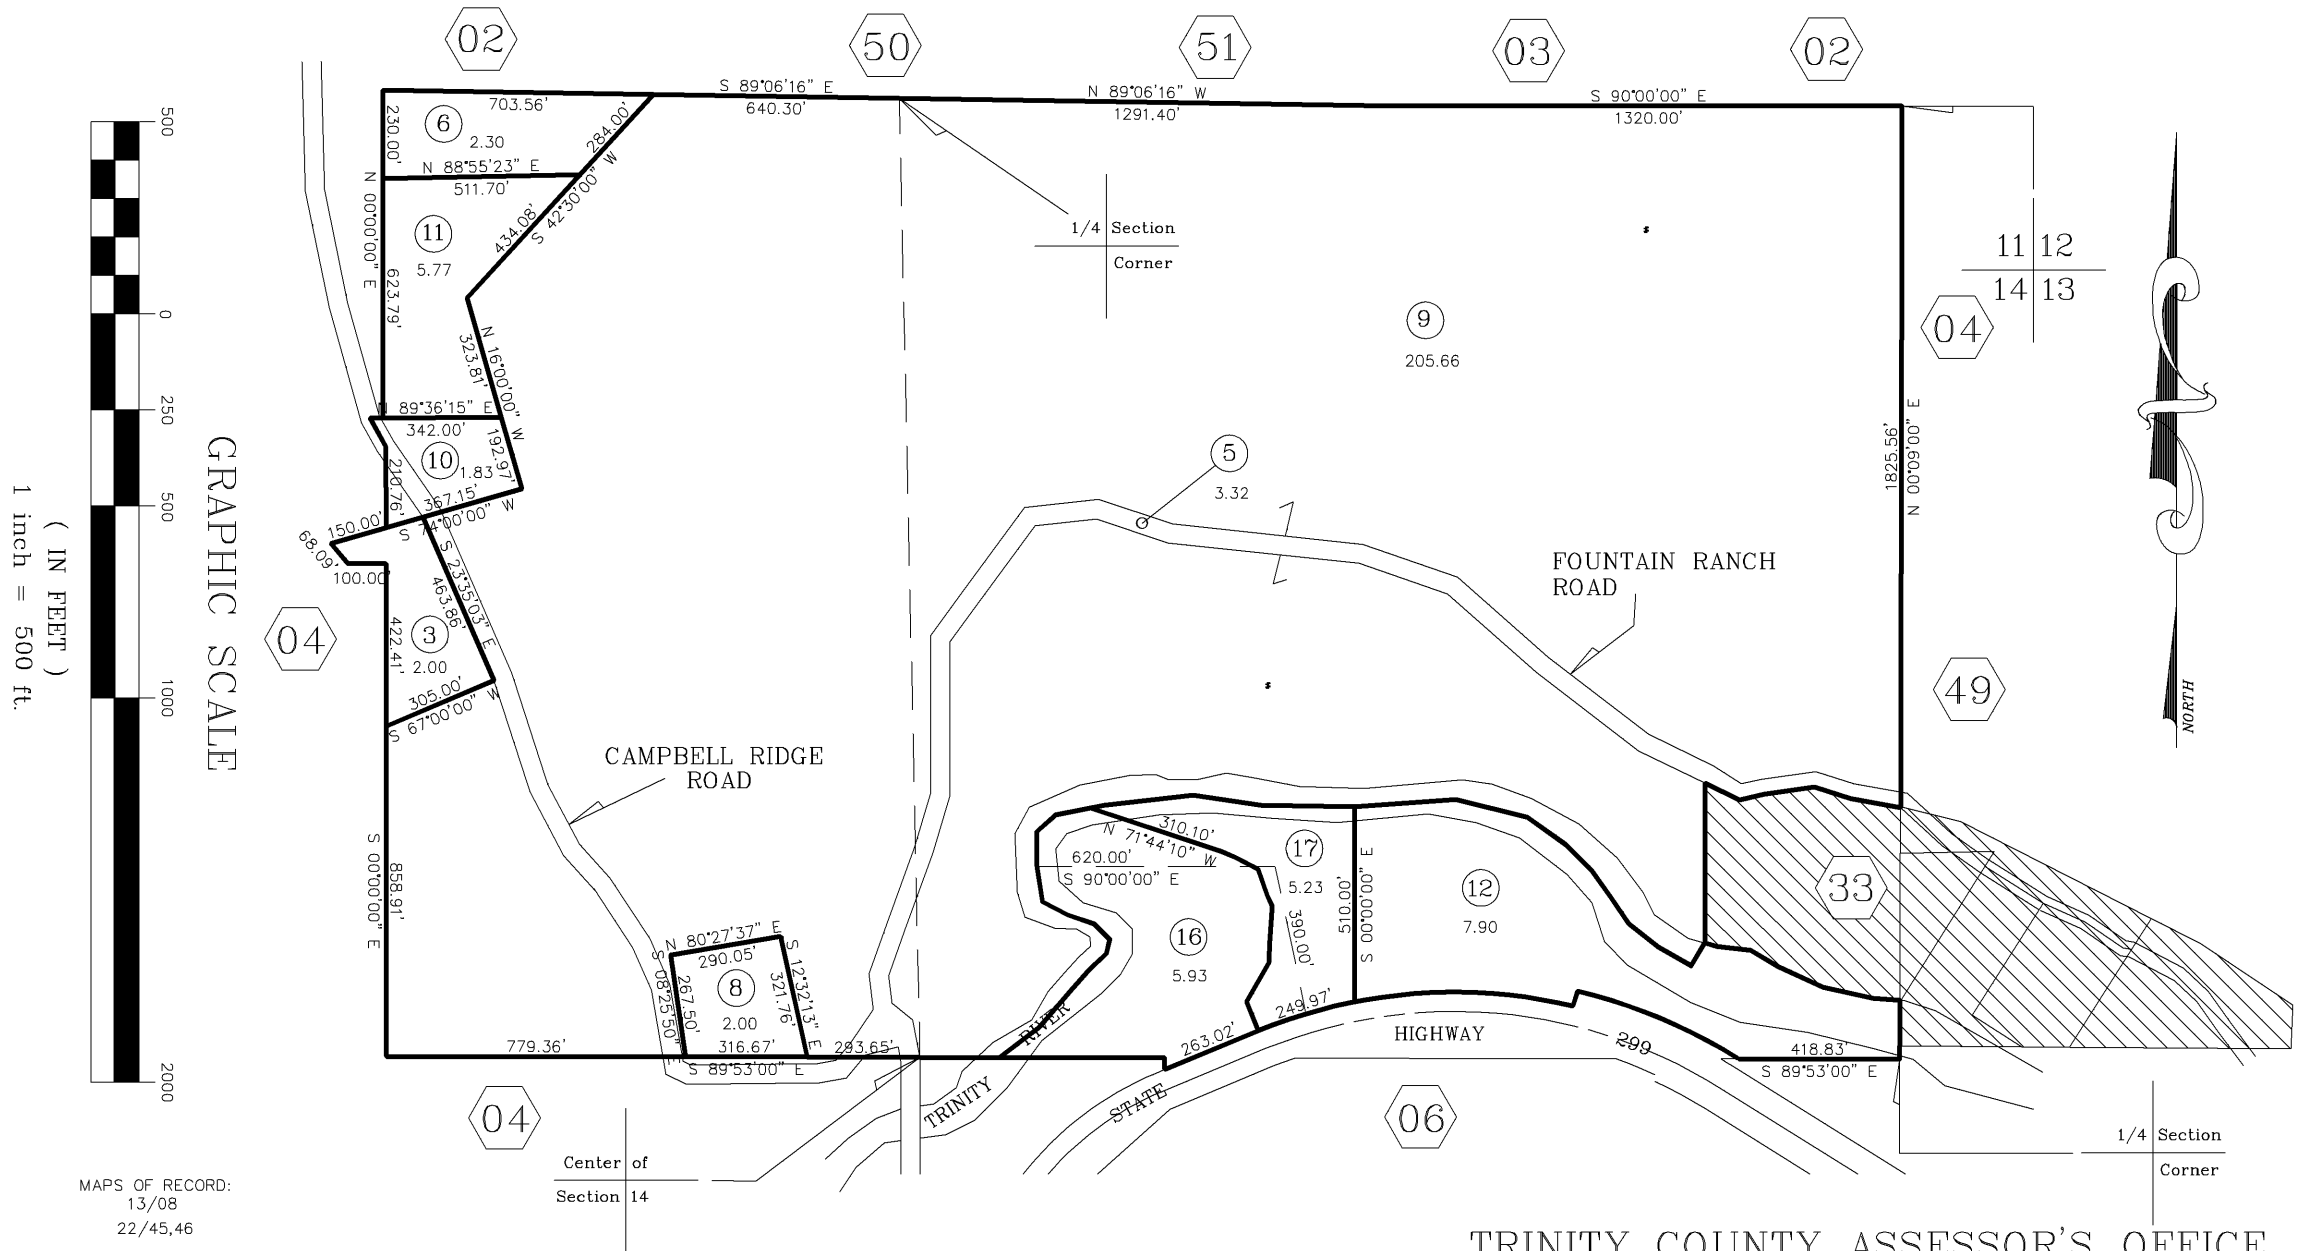 02
50
51
03
02
S 89°06'16" E
640.30'
N 89°06'16" W
1291.40'
S 90°00'00" E
1320.00'
703.56'
230.00'
6
2.30
284.00'
N 88°55'23" E
511.70'
S 42°30'00" W
434.08'
N 00°00'00" E
623.79'
11
5.77
N 16°00'00" W
323.81'
1/4 Section
Corner
11 12
14 13
04
9
205.66
N 89°36'15" E
342.00'
192.97'
10
1.83
210.76'
367.15'
S 74°00'00" W
150.00'
68.09'
100.00'
S 23°35'03" E
463.86'
422.41'
3
2.00
305.00'
S 67°00'00" W
04
5
3.32
N 00°09'00" E
1825.56'
FOUNTAIN RANCH
ROAD
49
NORTH
CAMPBELL RIDGE
ROAD
S 00°00'00" E
858.91'
310.10'
N 71°44'10" W
620.00'
S 90°00'00" E
17
5.23
390.00'
510.00'
S 00°00'00" E
12
7.90
33
16
5.93
N 80°27'37" E
290.05'
S 08°25'50" E
267.50'
S 12°32'13" E
321.76'
8
2.00
779.36'
316.67'
293.65'
S 89°53'00" E
263.02'
249.97'
TRINITY
RIVER
STATE
HIGHWAY
299
418.83'
S 89°53'00" E
04
06
Center of
Section 14
1/4 Section
Corner
500
0
250
500
1000
2000
GRAPHIC SCALE
( IN FEET )
1 inch = 500 ft.
MAPS OF RECORD:
13/08
22/45,46
TRINITY COUNTY ASSESSOR'S OFFICE